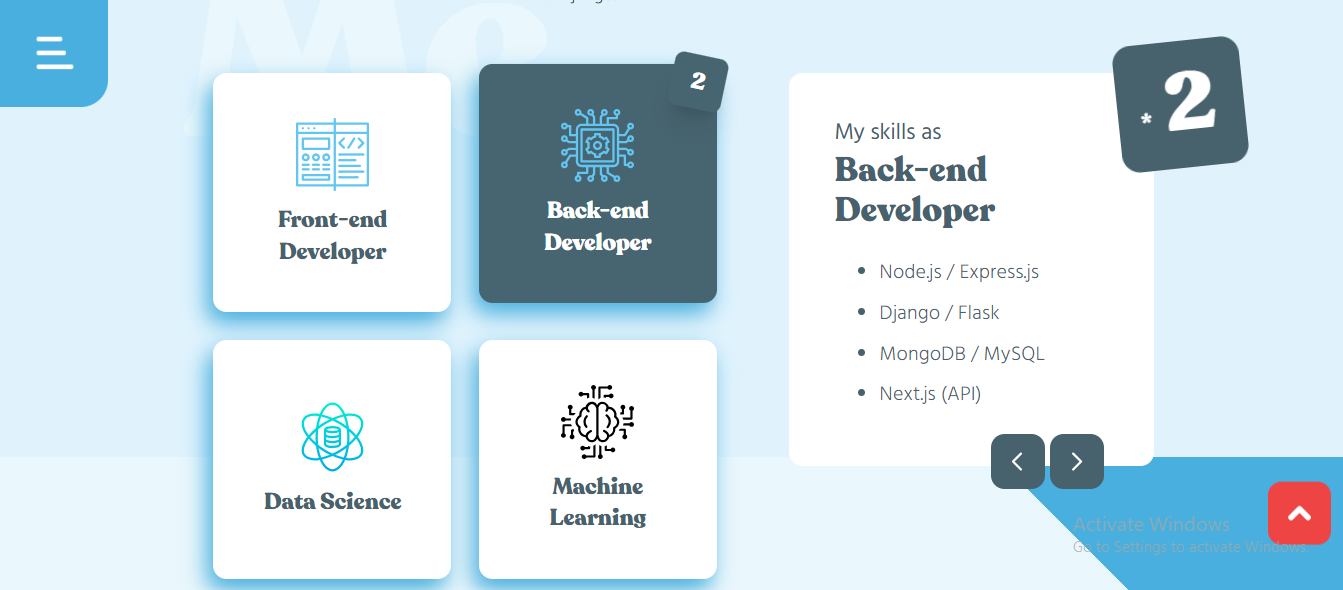 Me
Front-end
Developer
2
Back-end
Developer
Data Science
Machine
Learning
* 2
My skills as
Back-end
Developer
• Node.js / Express.js
• Django / Flask
• MongoDB / MySQL
• Next.js (API)
Activate Windows
Go to Settings to activate Windows.